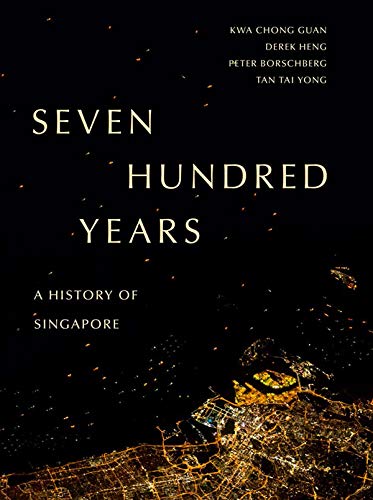 KWA CHONG GUAN
DEREK HENG
PETER BORSCHBERG
TAN TAI YONG
SEVEN
HUNDRED
YEARS
A HISTORY OF
SINGAPORE